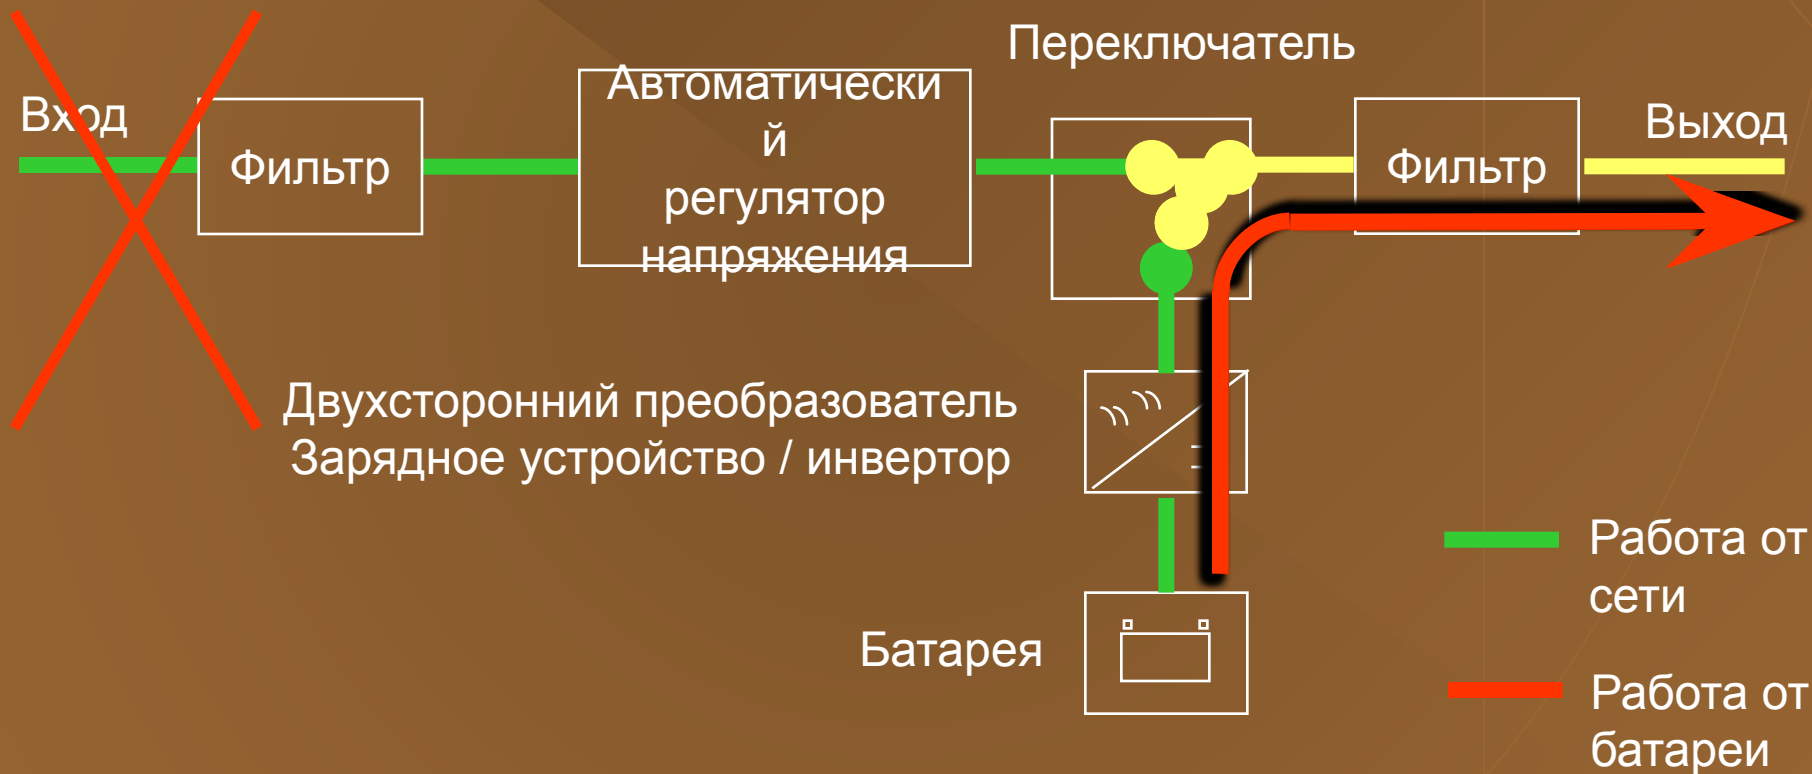 Переключатель
Вход
Фильтр
Автоматически
й
регулятор
напряжения
Фильтр
Выход
Двухсторонний преобразователь
Зарядное устройство / инвертор
Батарея
Работа от
сети
Работа от
батареи